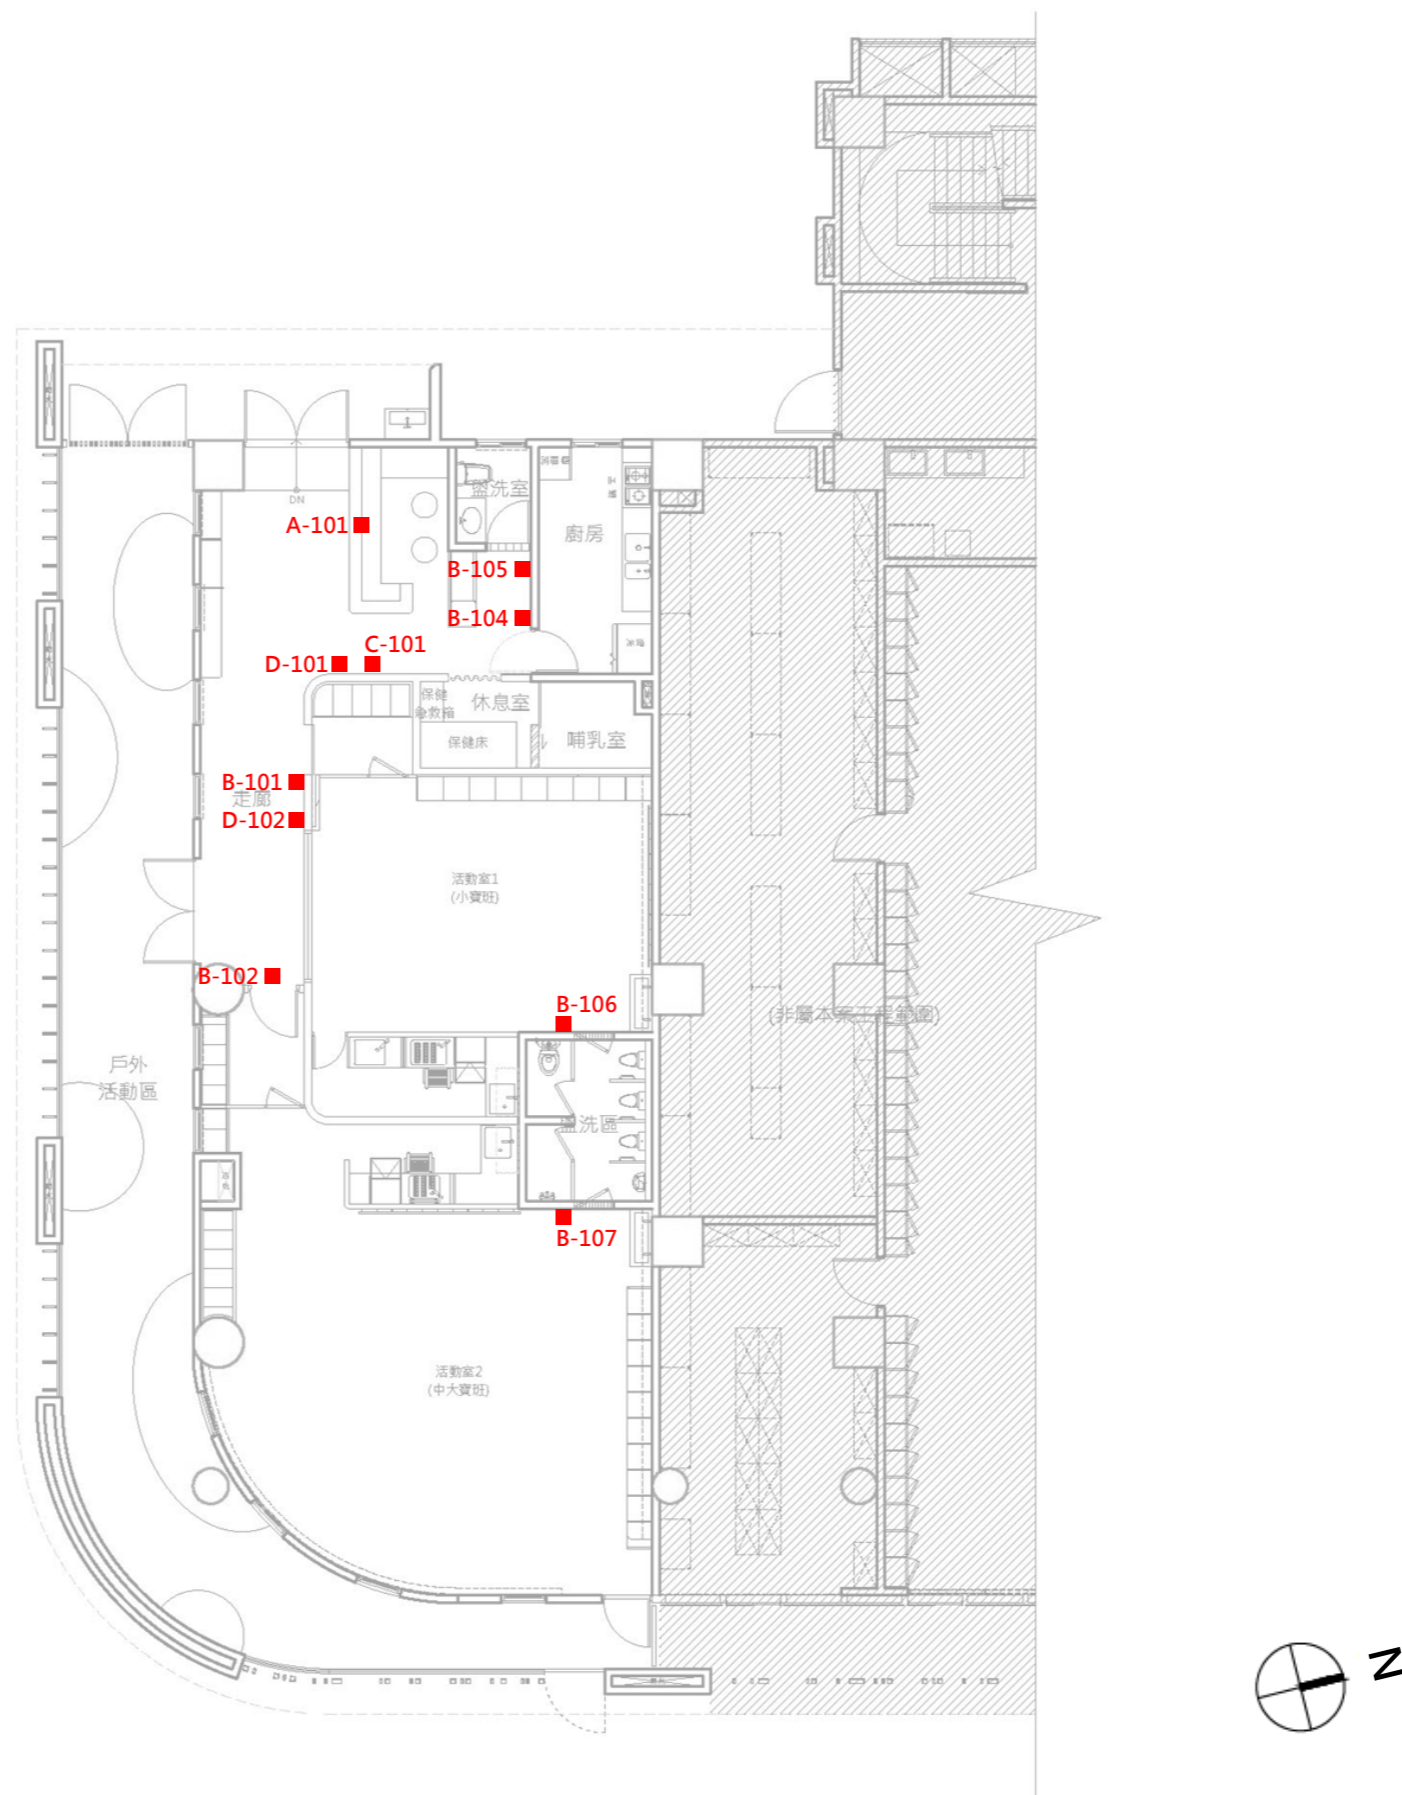 盥洗室
DN
A-101
廚房
B-105
B-104
C-101
D-101
保健
急救箱
休息室
保健床
哺乳室
B-101
走廊
D-102
活動室1
(小寶班)
B-102
B-106
(非屬本案工程範圍)
戶外
活動區
盥洗區
B-107
活動室2
(中大寶班)
N